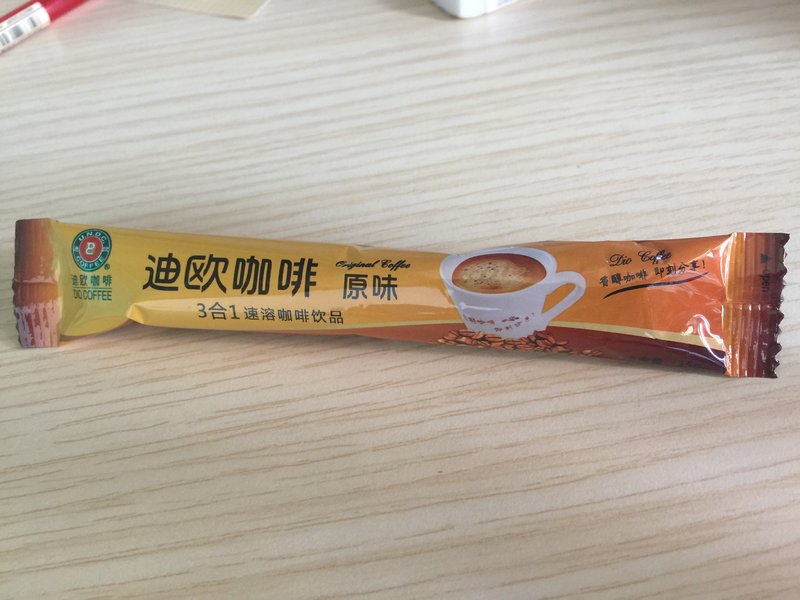 U.N.D.C.
COFFEE
迪欧咖啡
DIO COFFEE
迪欧咖啡
Original Coffee
原味
3合1速溶咖啡饮品
Dio Coffee
香醇咖啡 即刻分享!